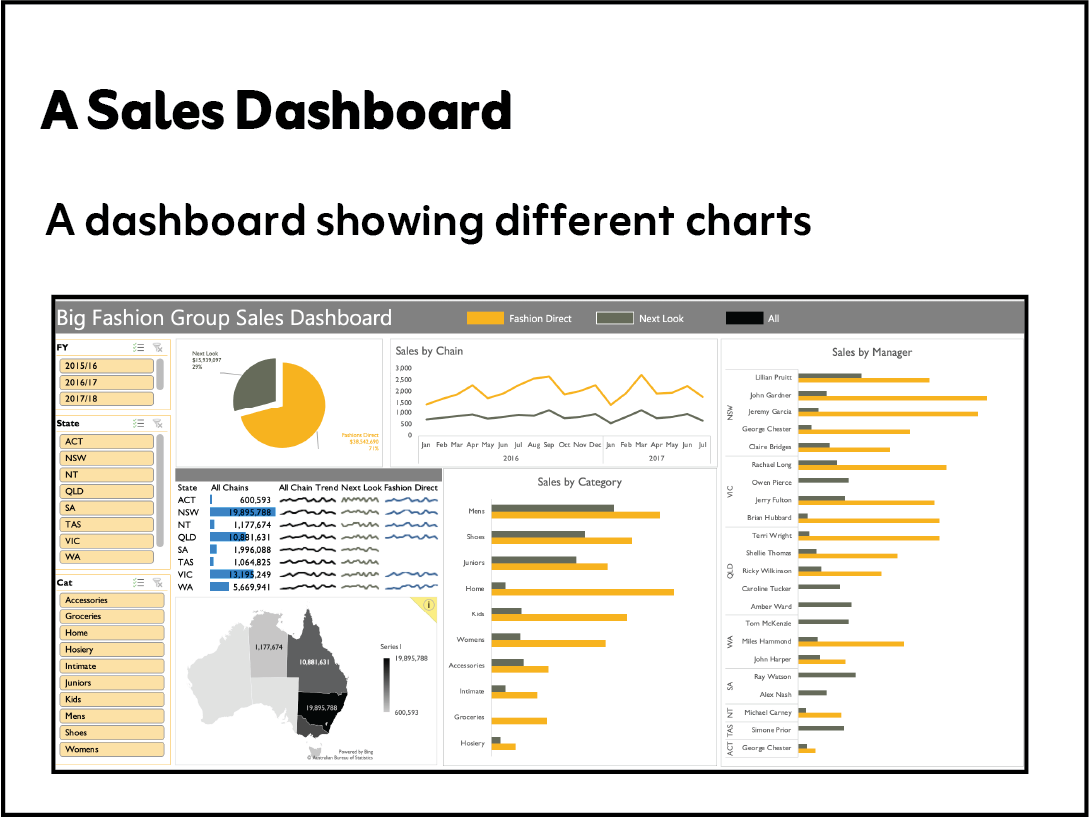 A Sales Dashboard
A dashboard showing different charts
Big Fashion Group Sales Dashboard
Fashion Direct
Next Look
All
FY
2015/16
2016/17
2017/18
State
ACT
NSW
NT
QLD
SA
TAS
VIC
WA
Cat
Accessories
Groceries
Home
Hosiery
Intimate
Juniors
Kids
Mens
Shoes
Womens
Next Look
$15,939,097
29%
Fashions Direct
71%
Sales by Chain
3,000
2,500
2,000
1,500
1,000
500
0
Jan Feb Mar Apr May Jun Jul Aug Sep Oct Nov Dec Jan Feb Mar Apr May Jun Jul
2016 2017
State All Chains All Chain Trend Next Look Fashion Direct
ACT 600,593
NSW 19,895,788
NT 1,177,674
QLD 10,881,631
SA 1,996,088
TAS 1,064,825
VIC 13,195,249
WA 5,669,941
1,177,674
10,881,631
19,895,788
Series1
19,895,788
600,593
Powered by Bing
© Australian Bureau of Statistics
Sales by Category
Mens
Shoes
Juniors
Home
Kids
Womens
Accessories
Intimate
Groceries
Hosiery
Sales by Manager
NSW
Lillian Pruitt
John Gardner
Jeremy Garcia
George Chester
Claire Bridges
VIC
Rachael Long
Owen Pierce
Jerry Fulton
Brian Hubbard
QLD
Terri Wright
Shellie Thomas
Ricky Wilkinson
Caroline Tucker
Amber Ward
WA
Tom McKenzie
Miles Hammond
John Harper
SA
Ray Watson
Alex Nash
NT
Michael Carney
TAS
Simone Prior
ACT
George Chester